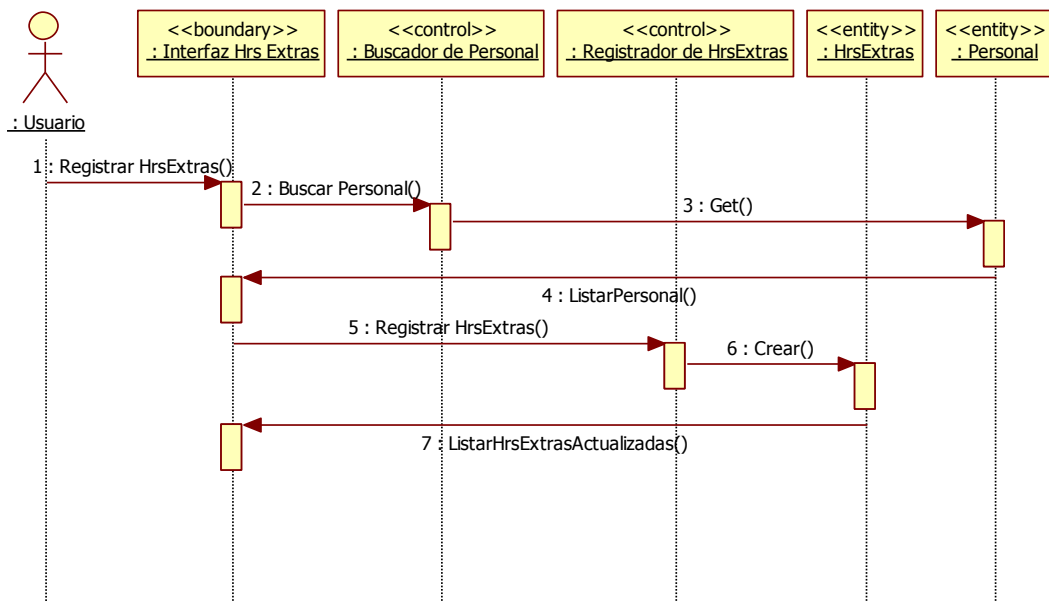 <<boundary>>
: Interfaz Hrs Extras
<<control>>
: Buscador de Personal
<<control>>
: Registrador de HrsExtras
<<entity>>
: HrsExtras
<<entity>>
: Personal
: Usuario
1 : Registrar HrsExtras()
2 : Buscar Personal()
3 : Get()
4 : ListarPersonal()
5 : Registrar HrsExtras()
6 : Crear()
7 : ListarHrsExtrasActualizadas()